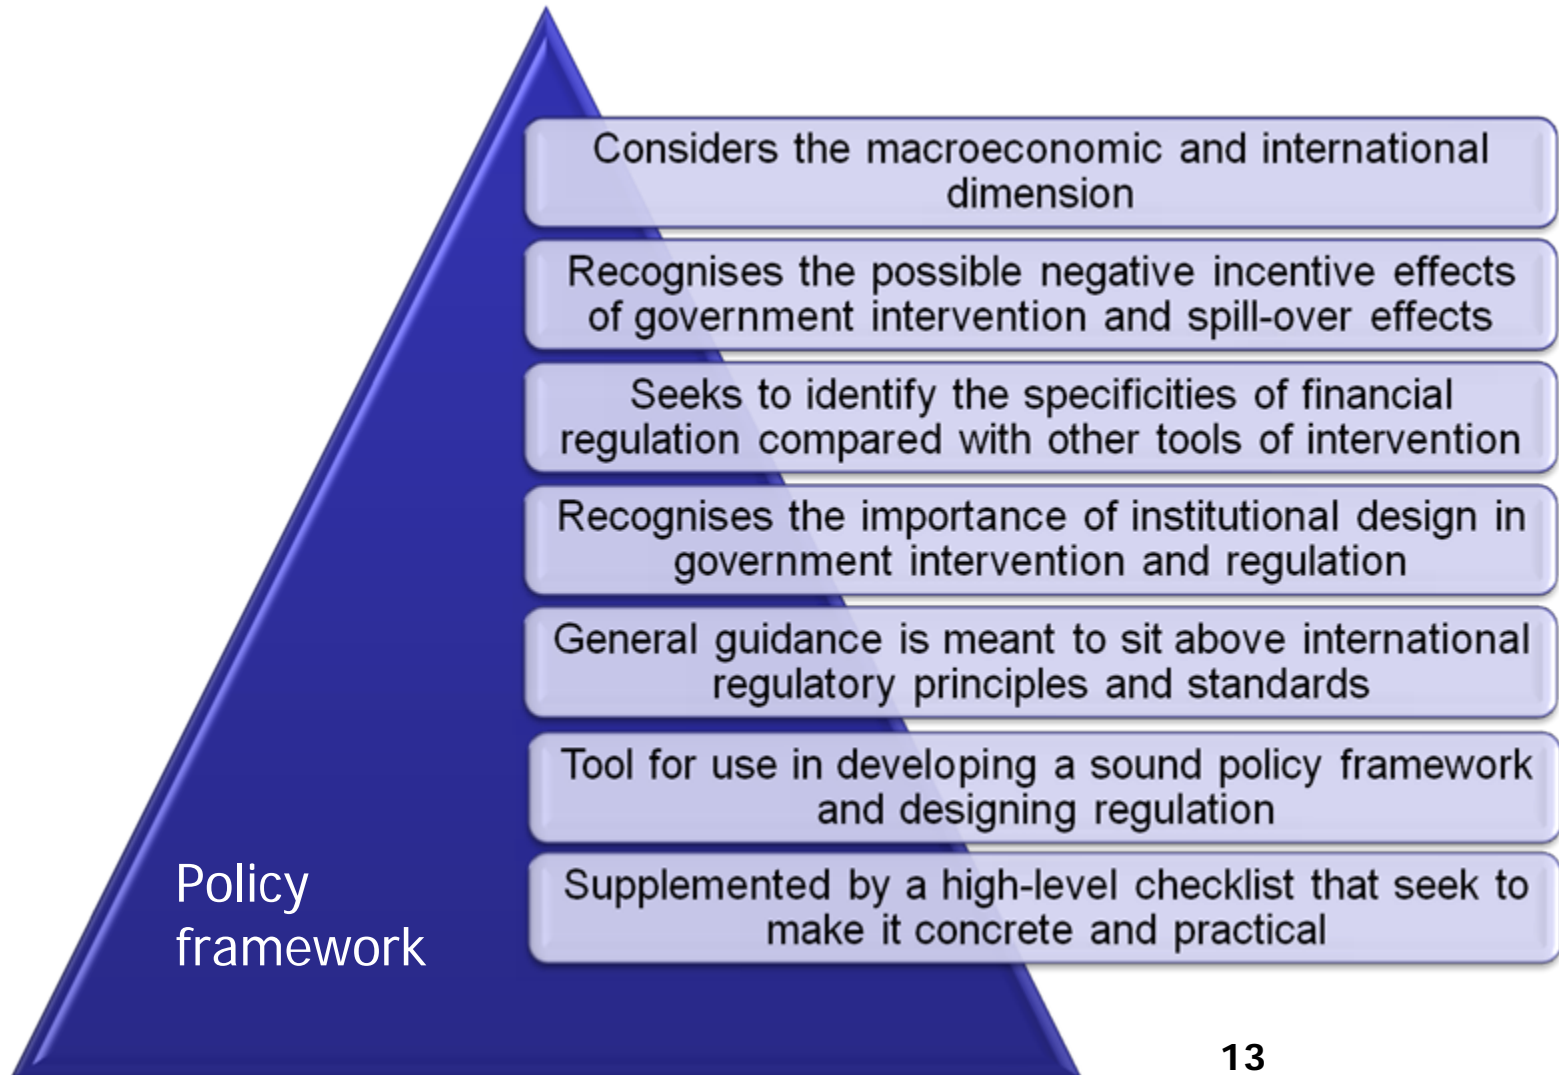 Considers the macroeconomic and international
dimension
Recognises the possible negative incentive effects
of government intervention and spill-over effects
Seeks to identify the specificities of financial
regulation compared with other tools of intervention
Recognises the importance of institutional design in
government intervention and regulation
General guidance is meant to sit above international
regulatory principles and standards
Tool for use in developing a sound policy framework
and designing regulation
Supplemented by a high-level checklist that seek to
make it concrete and practical
Policy
framework
13